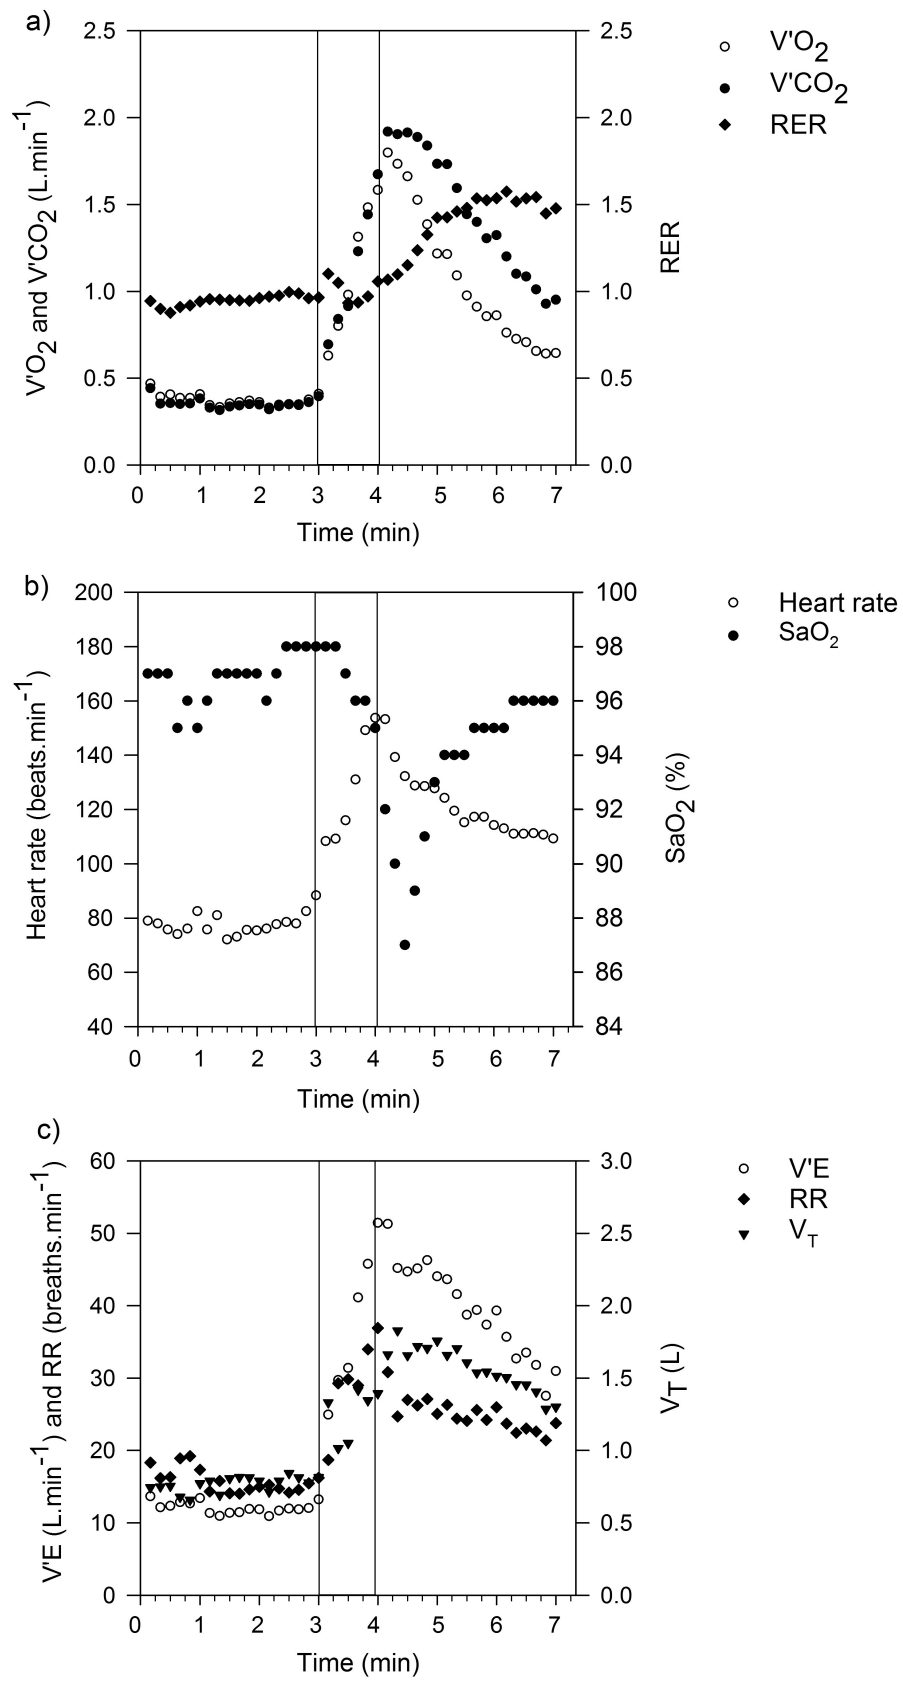 a)
2.5 2.5
2.0 2.0
1.5 1.5
1.0 1.0
0.5 0.5
0.0 0.0
V'O2 and V'CO2 (L.min-1)
RER
0 1 2 3 4 5 6 7
Time (min)
V'O2
V'CO2
RER
b)
200 100
180 98
160 96
140 94
120 92
100 90
80 88
60 86
40 84
Heart rate (beats.min-1)
SaO2 (%)
0 1 2 3 4 5 6 7
Time (min)
Heart rate
SaO2
c)
60 3.0
50 2.5
40 2.0
30 1.5
20 1.0
10 0.5
0 0.0
V'E (L.min-1) and RR (breaths.min-1)
VT (L)
0 1 2 3 4 5 6 7
Time (min)
V'E
RR
VT